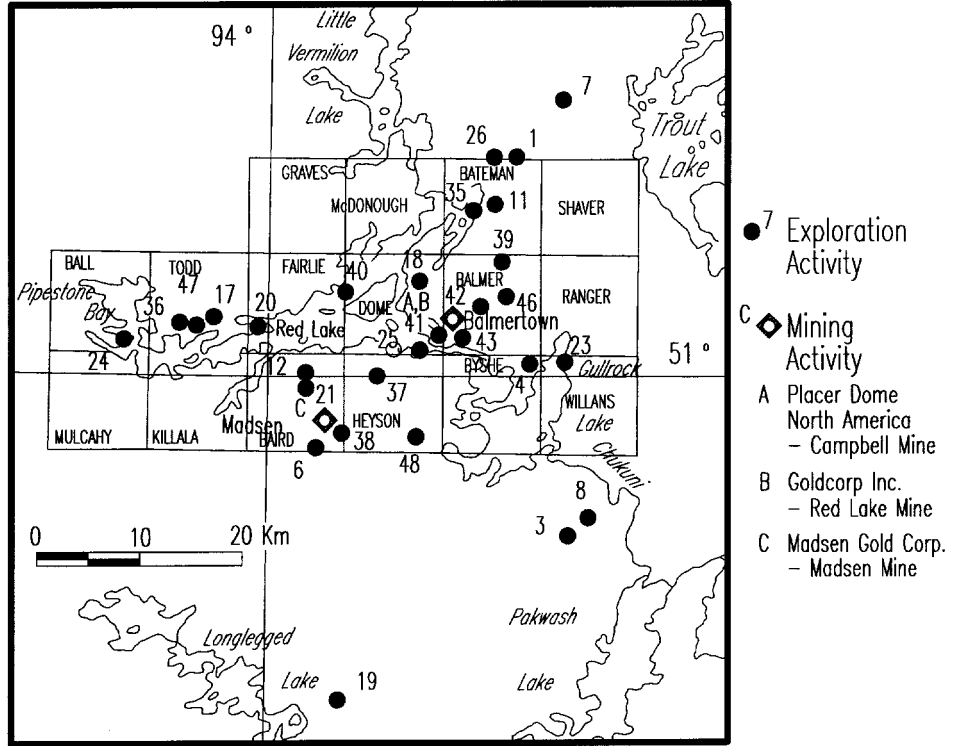 94 °
Little
Vermilion
Lake
7
Trout
Lake
26
1
GRAVES
BATEMAN
35
11
McDONOUGH
SHAVER
39
BALL
TODD
FAIRLIE
40
18
BALMER
47
Pipestone
Bay
36
17
20
DOME
A,B
42
46
RANGER
Red Lake
41
Balmertown
24
25
43
23
51 °
12
BYSHE
4
Gullrock
C
21
37
WILLANS
Lake
Madsen
HEYSON
MULCAHY
KILLALA
BAIRD
38
6
48
Chukuni
8
3
0 10 20 Km
Pakwash
Lake
Longlegged
Lake
19
7 Exploration
Activity
C Mining
Activity
A Placer Dome
North America
– Campbell Mine
B Goldcorp Inc.
– Red Lake Mine
C Madsen Gold Corp.
– Madsen Mine